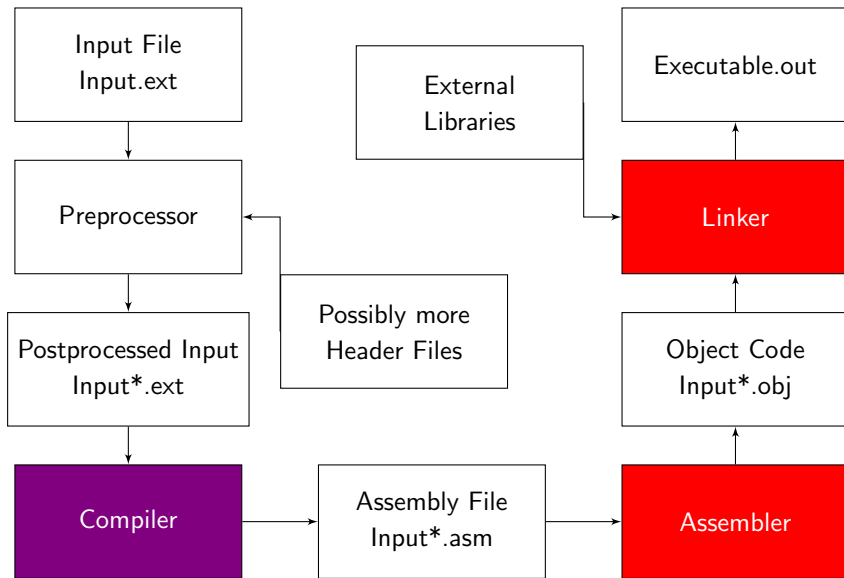 Input File
Input.ext
Preprocessor
Possibly more
Header Files
Postprocessed Input
Input*.ext
Compiler
Assembly File
Input*.asm
Assembler
Object Code
Input*.obj
Linker
External
Libraries
Executable.out